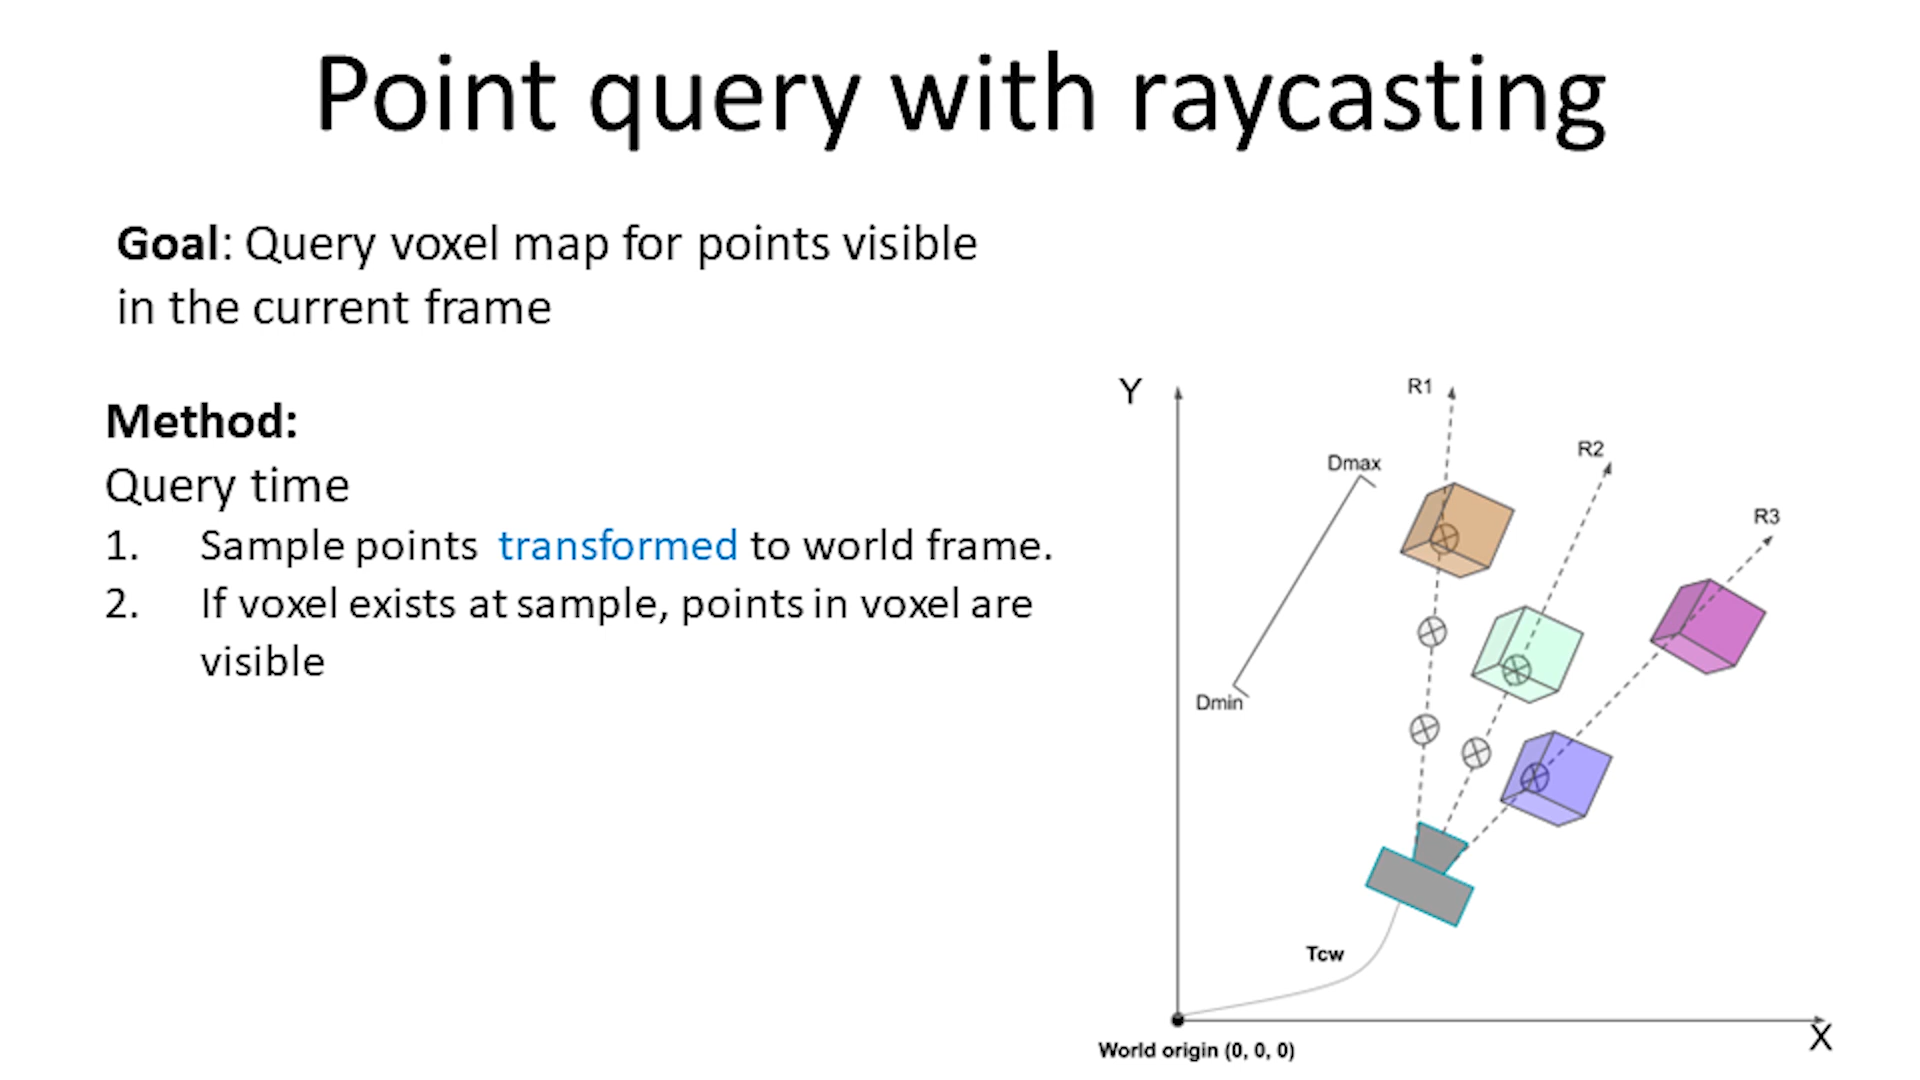 Point query with raycasting
Goal: Query voxel map for points visible
in the current frame
Method:
Query time
1. Sample points transformed to world frame.
2. If voxel exists at sample, points in voxel are
visible
Y
R1
R2
R3
Dmax
Dmin
Tcw
X
World origin (0, 0, 0)